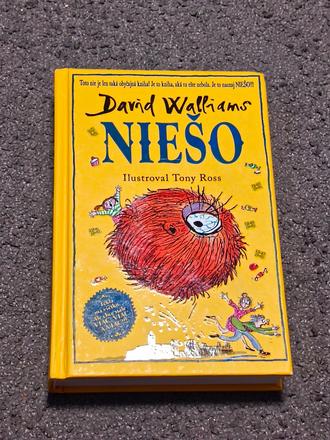 Toto nie je len taká obyčajná kniha! Je to kniha, aká tu ešte nebola. Je to naozaj NIEŠO!!!
David Walliams
NIEŠO
Ilustroval Tony Ross